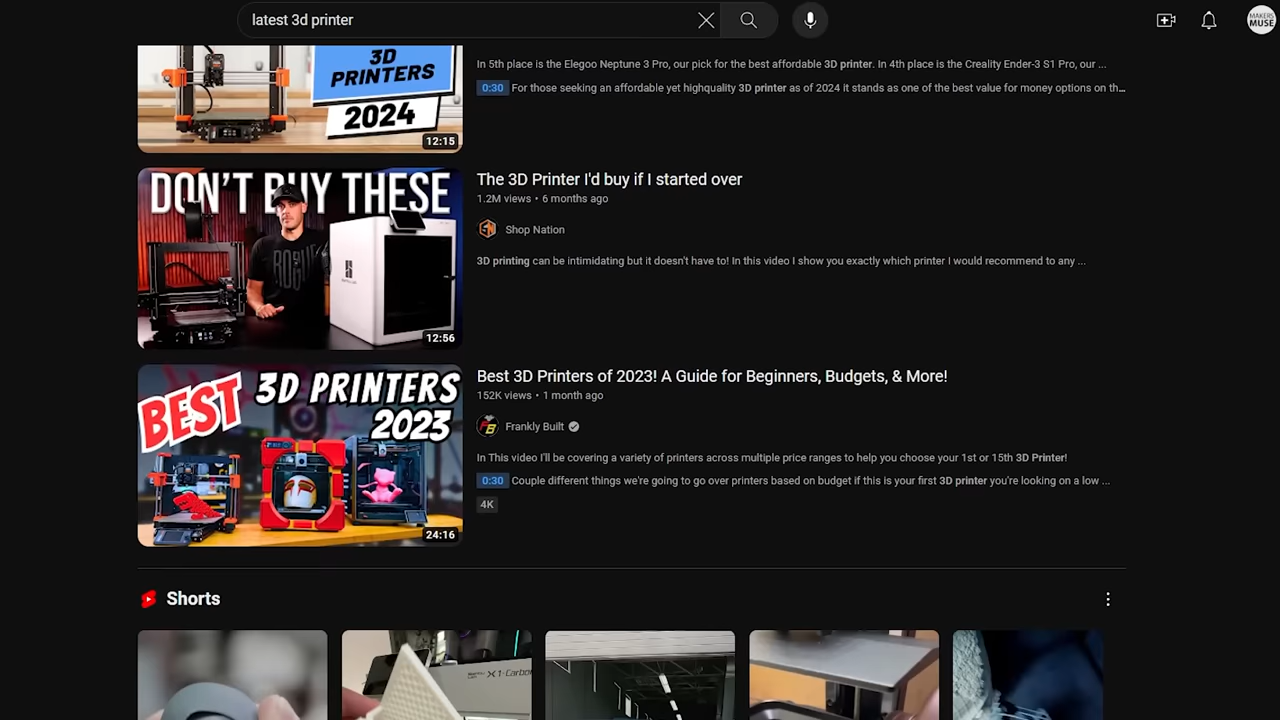 latest 3d printer
MAKERS
MUSE
3D
PRINTERS
2024
12:15
In 5th place is the Elegoo Neptune 3 Pro, our pick for the best affordable 3D printer. In 4th place is the Creality Ender-3 S1 Pro, our ...
0:30 For those seeking an affordable yet highquality 3D printer as of 2024 it stands as one of the best value for money options on th...
DON'T BUY THESE
ROGUE
12:56
The 3D Printer I'd buy if I started over
1.2M views • 6 months ago
Shop Nation
3D printing can be intimidating but it doesn't have to! In this video I show you exactly which printer I would recommend to any ...
BEST 3D PRINTERS
2023
24:16
Best 3D Printers of 2023! A Guide for Beginners, Budgets, & More!
152K views • 1 month ago
FB Frankly Built
In This video I'll be covering a variety of printers across multiple price ranges to help you choose your 1st or 15th 3D Printer!
0:30 Couple different things we're going to go over printers based on budget if this is your first 3D printer you're looking on a low ...
4K
Shorts
X1-Carbon